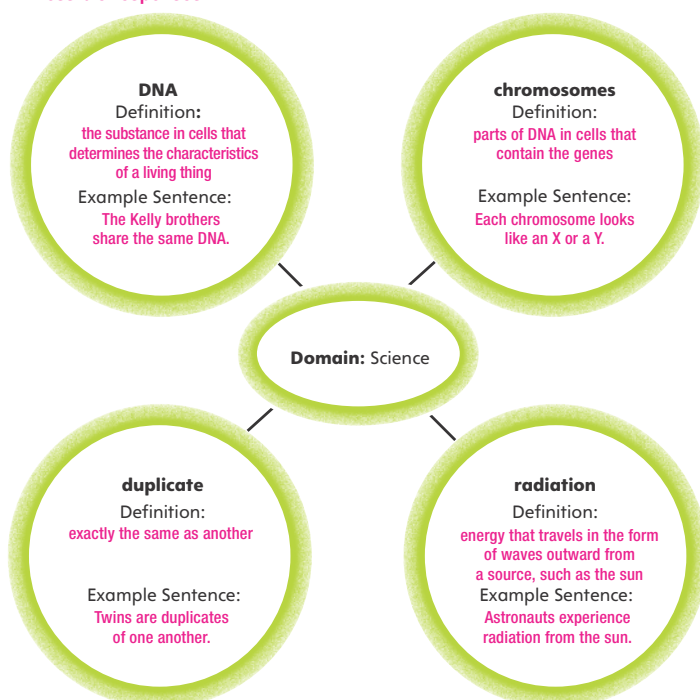 DNA
Definition:
the substance in cells that
determines the characteristics
of a living thing
Example Sentence:
The Kelly brothers
share the same DNA.
chromosomes
Definition:
parts of DNA in cells that
contain the genes
Example Sentence:
Each chromosome looks
like an X or a Y.
Domain: Science
duplicate
Definition:
exactly the same as another
Example Sentence:
Twins are duplicates
of one another.
radiation
Definition:
energy that travels in the form
of waves outward from
a source, such as the sun
Example Sentence:
Astronauts experience
radiation from the sun.